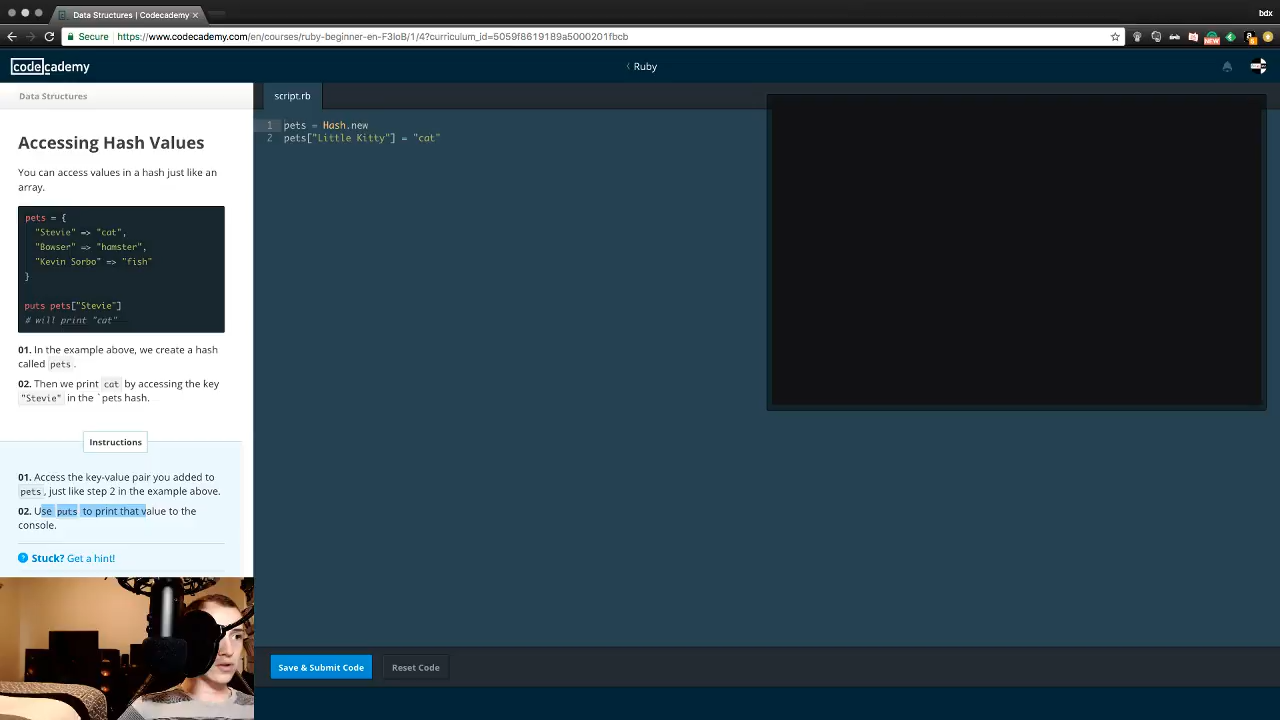 Data Structures | Codecademy
bdx
Secure
https://www.codecademy.com/en/courses/ruby-beginner-en-F3loB/1/4?curriculum_id=5059f8619189a5000201fbcb
codecademy
Ruby
Data Structures
script.rb
Accessing Hash Values
You can access values in a hash just like an
array.
pets = {
"Stevie" => "cat",
"Bowser" => "hamster",
"Kevin Sorbo" => "fish"
}
puts pets["Stevie"]
# will print "cat"
01. In the example above, we create a hash
called pets.
02. Then we print cat by accessing the key
"Stevie" in the `pets hash.
Instructions
01. Access the key-value pair you added to
pets, just like step 2 in the example above.
02. Use puts to print that value to the
console.
? Stuck? Get a hint!
1 pets = Hash.new
2 pets["Little Kitty"] = "cat"
Save & Submit Code
Reset Code